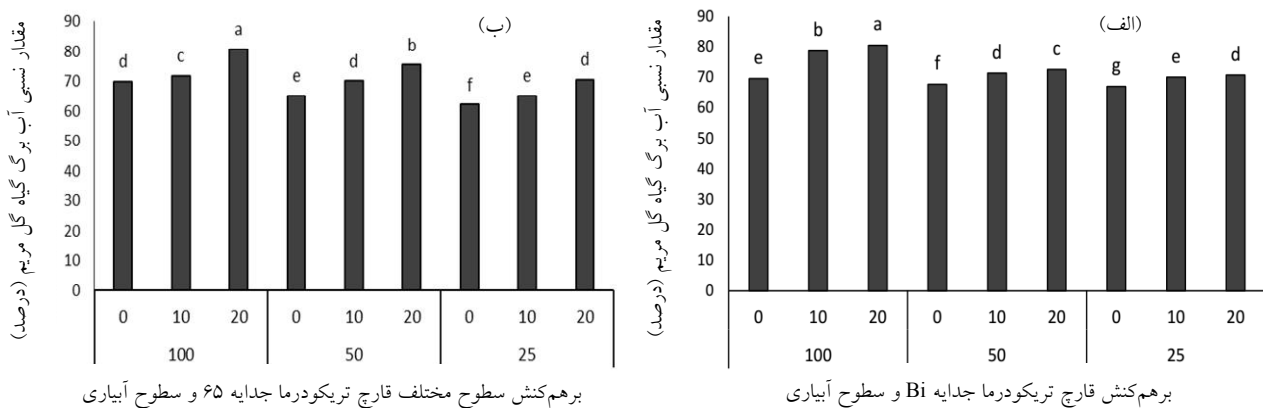 (الف)
مقدار نسبی آب برگ گیاه گل مریم (درصد)
90
80
70
60
50
40
30
20
10
0
e b a f d c g e d
0 10 20 0 10 20 0 10 20
100 50 25
برهم‌کنش قارچ تریکودرما جدایه Bi و سطوح آبیاری
(ب)
مقدار نسبی آب برگ گیاه گل مریم (درصد)
90
80
70
60
50
40
30
20
10
0
d c a e d b f e d
0 10 20 0 10 20 0 10 20
100 50 25
برهم‌کنش سطوح مختلف قارچ تریکودرما جدایه ۶۵ و سطوح آبیاری